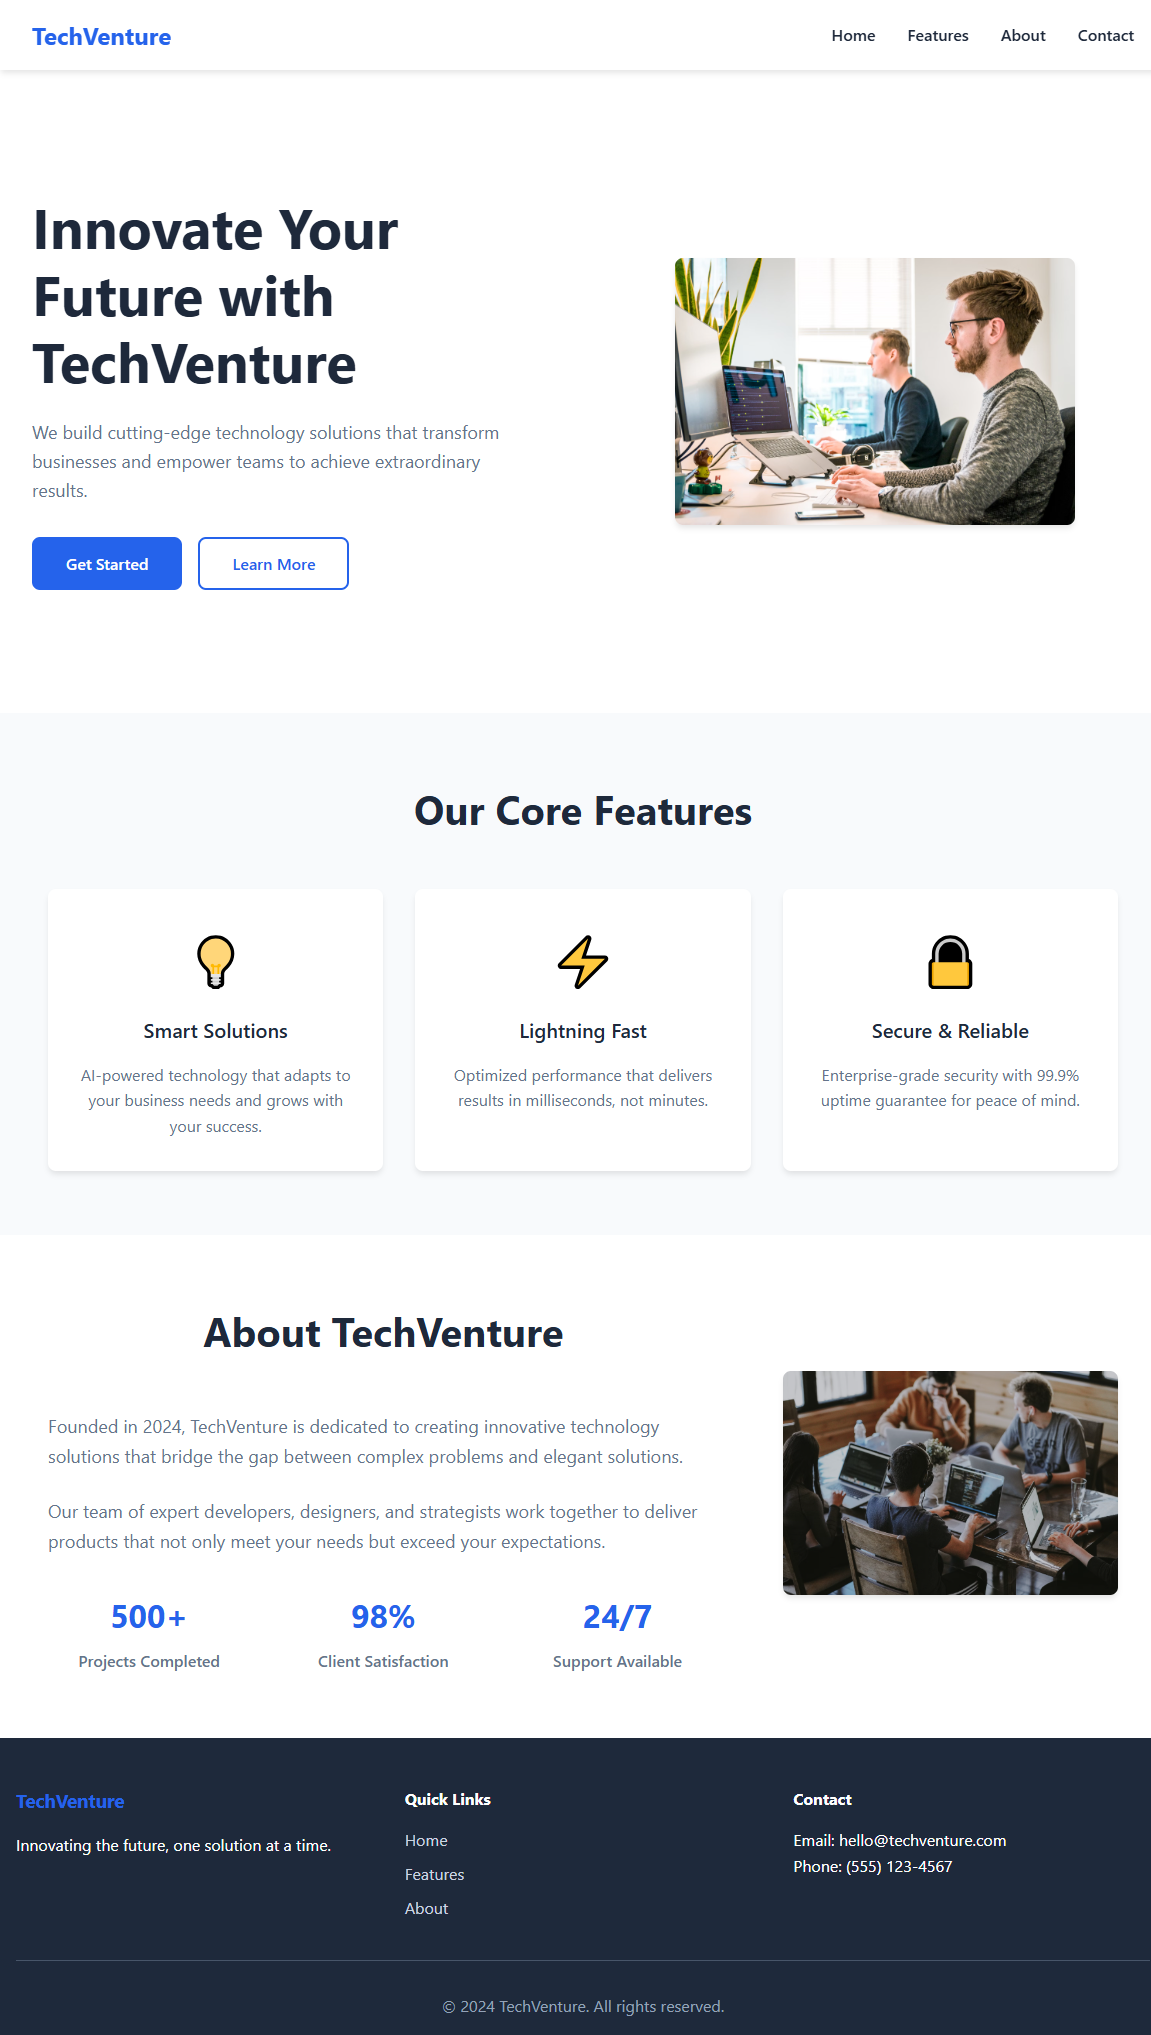 TechVenture
Home Features About Contact
Innovate Your
Future with
TechVenture
We build cutting-edge technology solutions that transform
businesses and empower teams to achieve extraordinary
results.
Get Started
Learn More
Our Core Features
Smart Solutions
AI-powered technology that adapts to
your business needs and grows with
your success.
Lightning Fast
Optimized performance that delivers
results in milliseconds, not minutes.
Secure & Reliable
Enterprise-grade security with 99.9%
uptime guarantee for peace of mind.
About TechVenture
Founded in 2024, TechVenture is dedicated to creating innovative technology
solutions that bridge the gap between complex problems and elegant solutions.
Our team of expert developers, designers, and strategists work together to deliver
products that not only meet your needs but exceed your expectations.
500+
Projects Completed
98%
Client Satisfaction
24/7
Support Available
TechVenture
Innovating the future, one solution at a time.
Quick Links
Home
Features
About
Contact
Email: hello@techventure.com
Phone: (555) 123-4567
© 2024 TechVenture. All rights reserved.